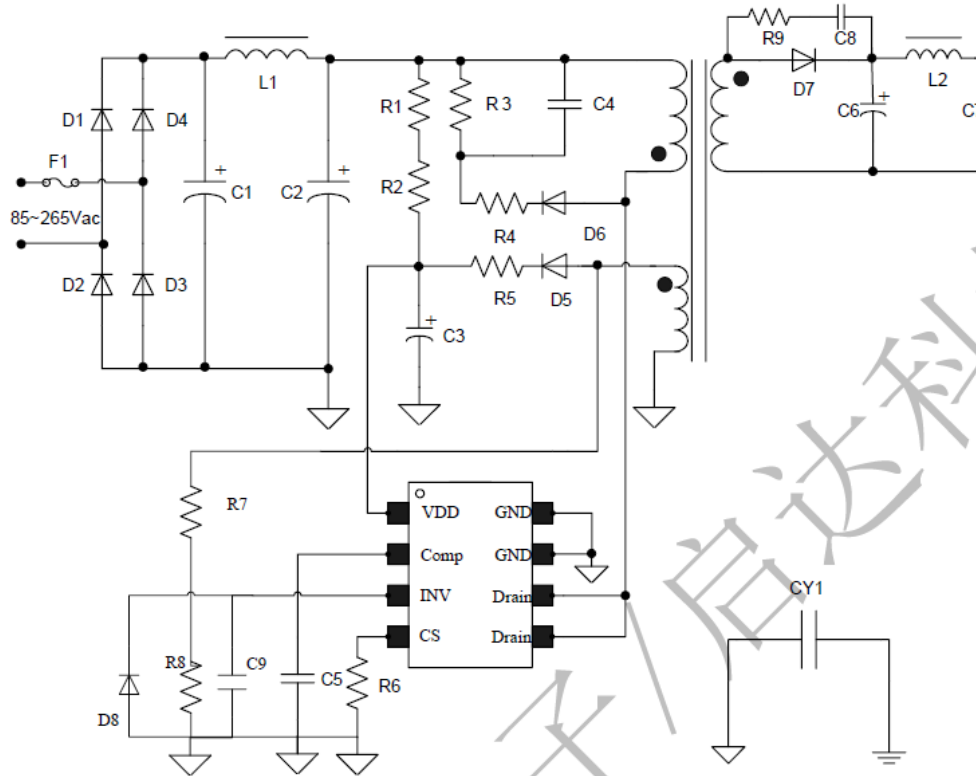 R9
C8
L1
D7
L2
C6
R1
R3
C4
D1
D4
F1
C1
C2
R2
85~265Vac
R4
D6
D2
D3
R5
D5
C3
R7
VDD
GND
Comp
GND
INV
Drain
CS
Drain
CY1
R8
C9
C5
R6
D8
启达科